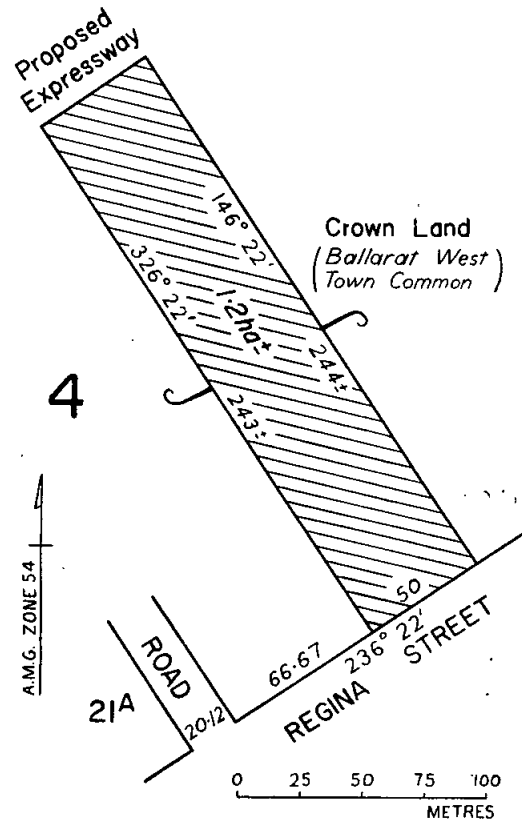 Proposed
Expressway
146° 22'
Crown Land
(Ballarat West
Town Common)
326° 22'
1·2ha±
244±
4
243±
A.M.G. ZONE 54
50
ROAD
66·67
236° 22'
21A
20·12
REGINA STREET
0 25 50 75 100
METRES